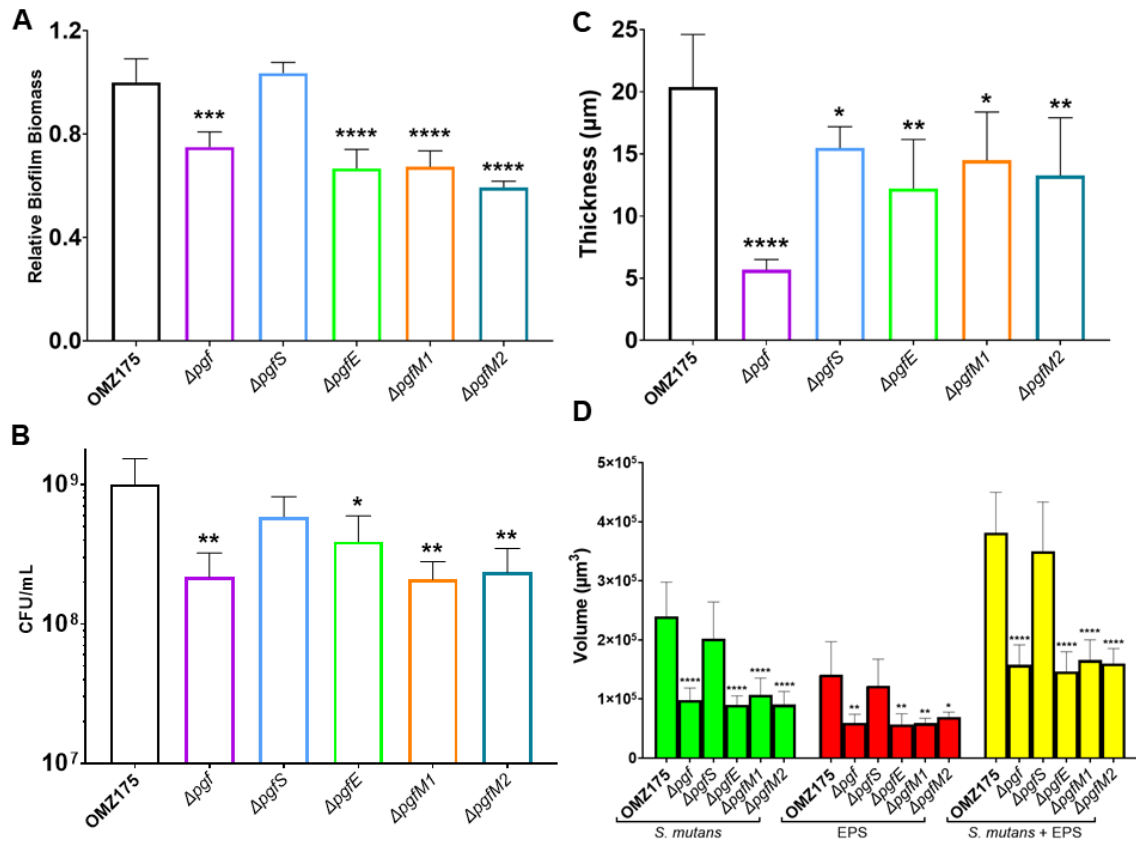 A
Relative Biofilm Biomass
1.2
0.8
0.4
0.0
***
****
****
****
OMZ175
Δpgf
ΔpgfS
ΔpgfE
ΔpgfM1
ΔpgfM2
B
CFU/mL
10⁹
10⁸
10⁷
**
*
**
**
OMZ175
Δpgf
ΔpgfS
ΔpgfE
ΔpgfM1
ΔpgfM2
C
Thickness (µm)
25
20
15
10
5
0
****
*
**
*
**
OMZ175
Δpgf
ΔpgfS
ΔpgfE
ΔpgfM1
ΔpgfM2
D
Volume (µm³)
5×10⁵
4×10⁵
3×10⁵
2×10⁵
1×10⁵
0
****
****
****
****
**
**
**
*
****
****
****
****
OMZ175
Δpgf
ΔpgfS
ΔpgfE
ΔpgfM1
ΔpgfM2
OMZ175
Δpgf
ΔpgfS
ΔpgfE
ΔpgfM1
ΔpgfM2
OMZ175
Δpgf
ΔpgfS
ΔpgfE
ΔpgfM1
ΔpgfM2
S. mutans
EPS
S. mutans + EPS